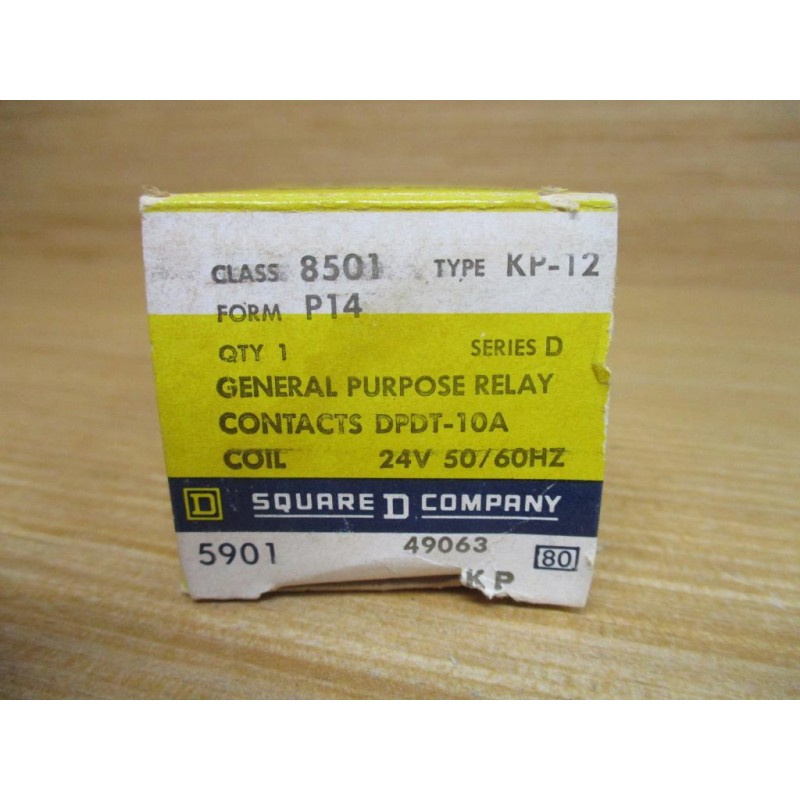 CLASS 8501 TYPE KP-12
FORM P14
QTY 1 SERIES D
GENERAL PURPOSE RELAY
CONTACTS DPDT-10A
COIL 24V 50/60HZ
D SQUARE D COMPANY
5901 49063 80
KP